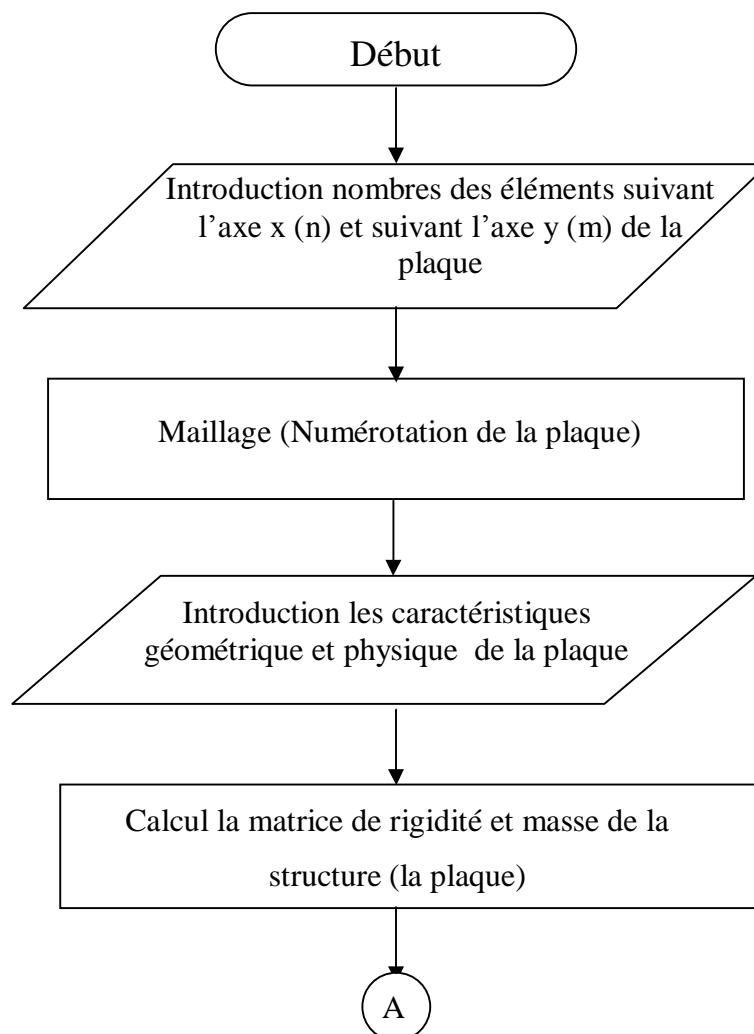 Début
Introduction nombres des éléments suivant
l’axe x (n) et suivant l’axe y (m) de la
plaque
Maillage (Numérotation de la plaque)
Introduction les caractéristiques
géométrique et physique de la plaque
Calcul la matrice de rigidité et masse de la
structure (la plaque)
A